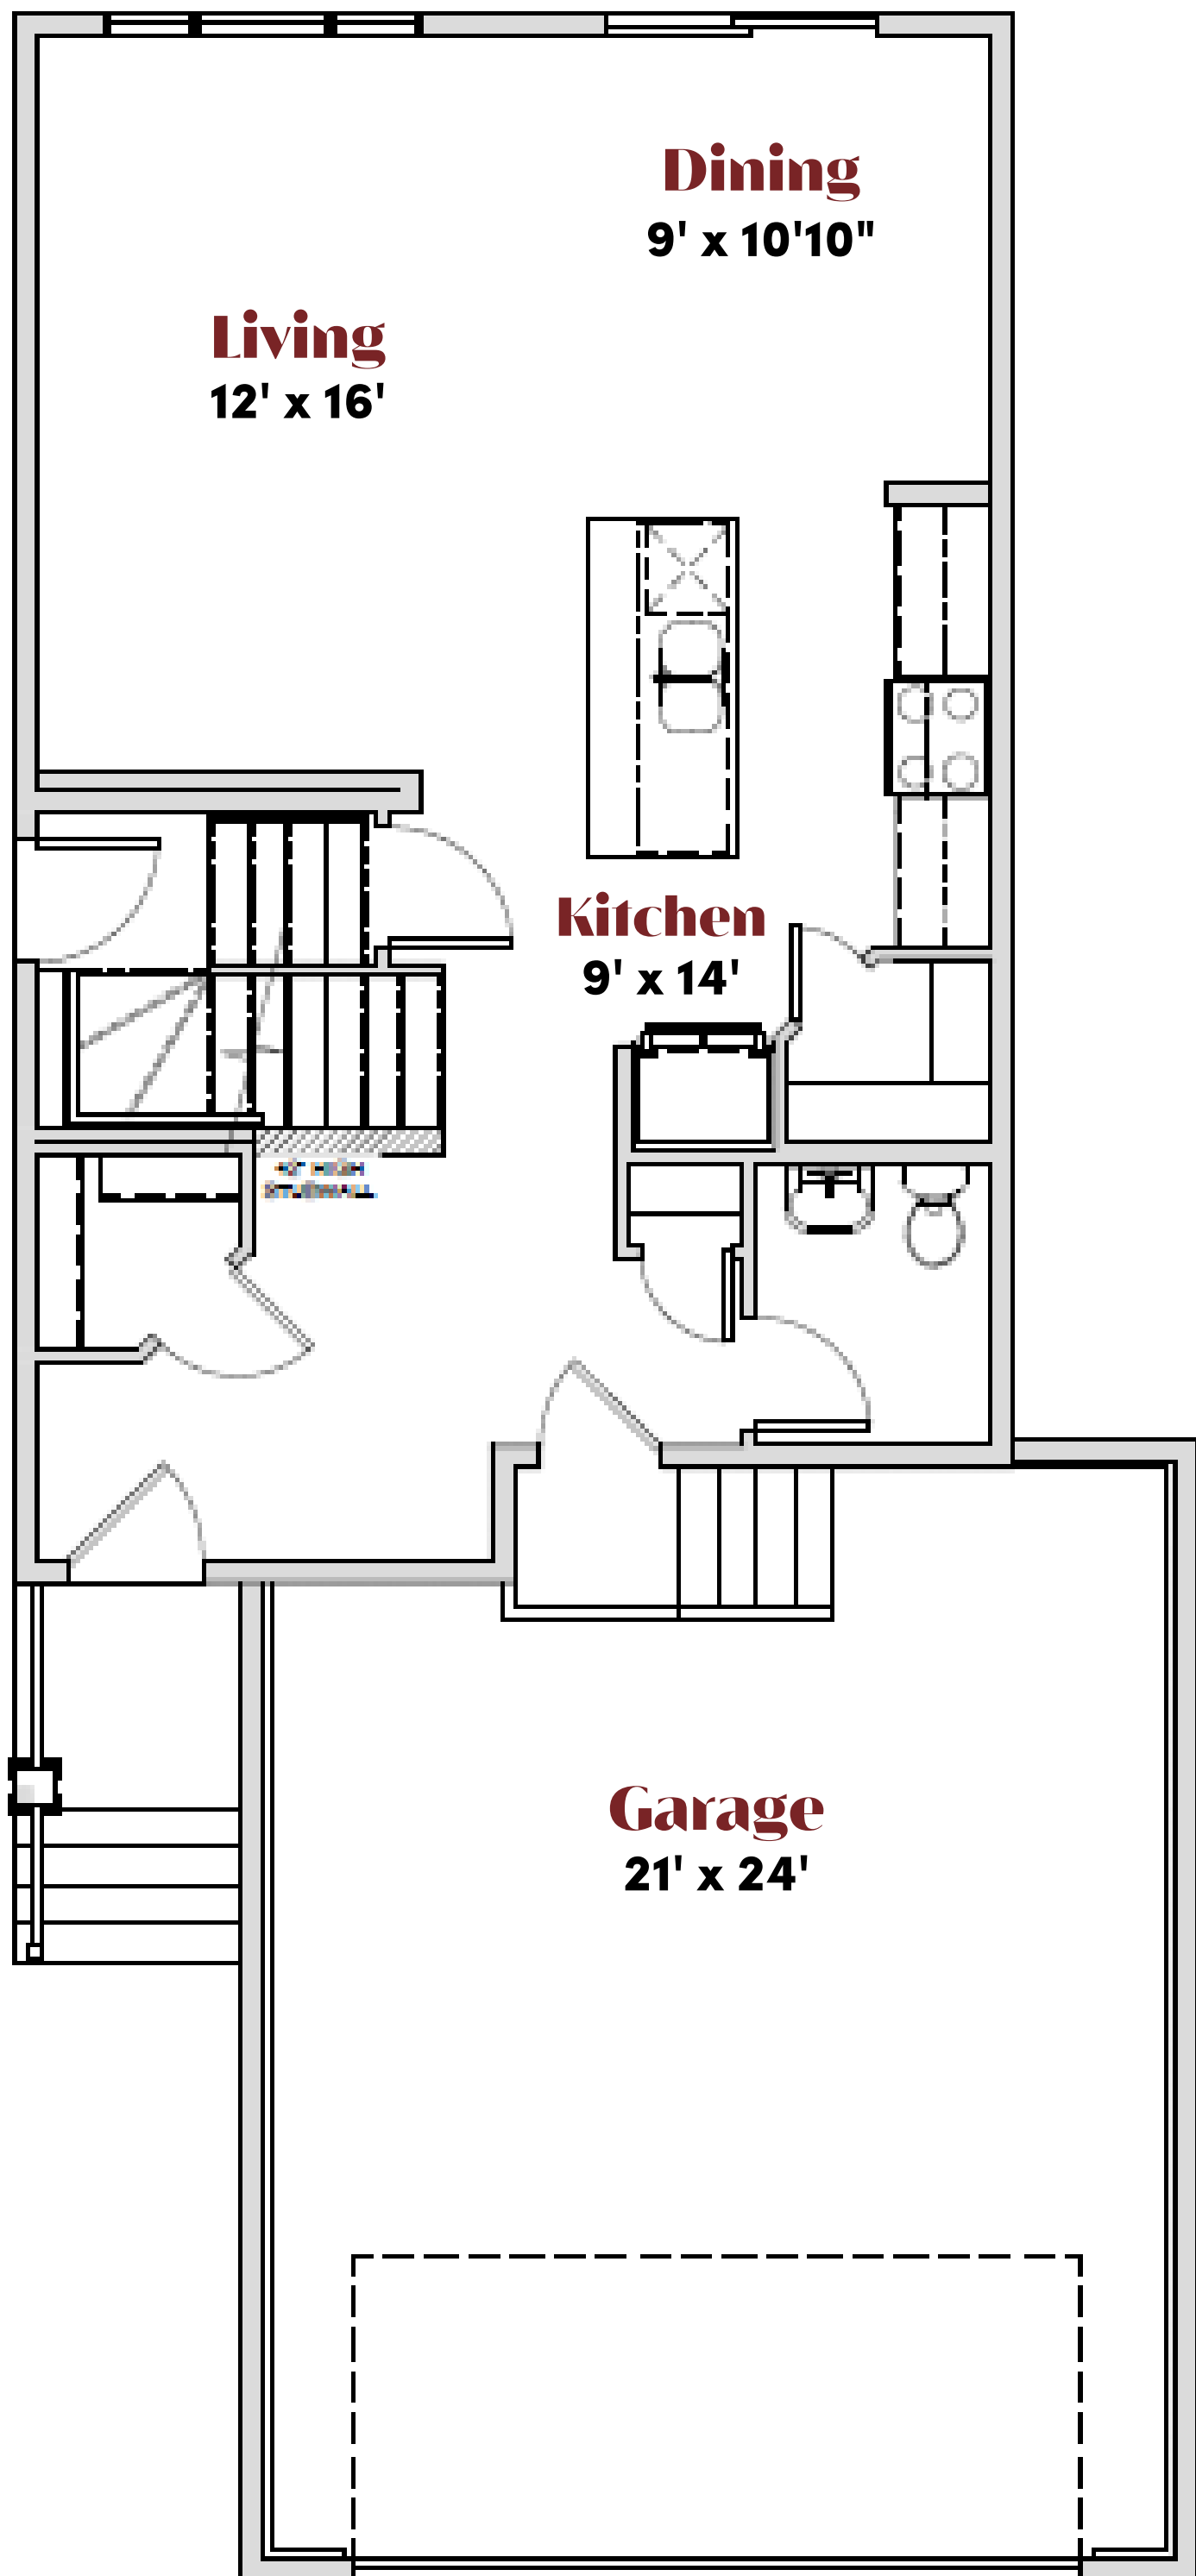 Dining
9' x 10'10"
Living
12' x 16'
Kitchen
9' x 14'
Garage
21' x 24'